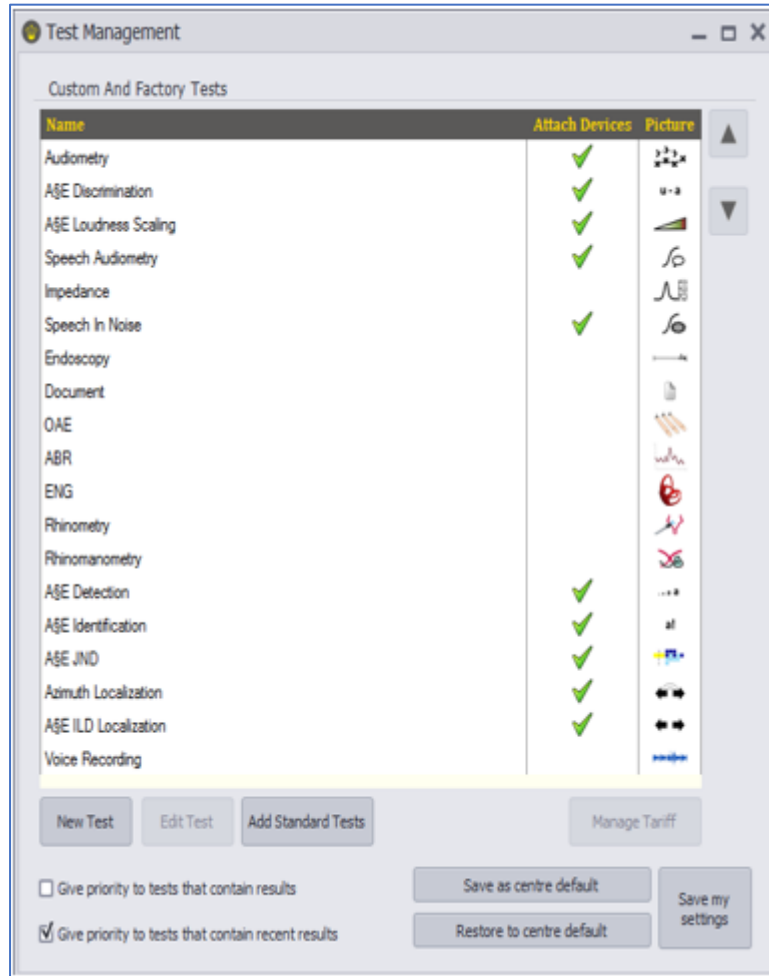 Test Management
Custom And Factory Tests
Name Attach Devices Picture
Audiometry
A§E Discrimination u - a
A§E Loudness Scaling
Speech Audiometry
Impedance
Speech In Noise
Endoscopy
Document
OAE
ABR
ENG
Rhinometry
Rhinomanometry
A§E Detection
A§E Identification a!
A§E JND
Azimuth Localization
A§E ILD Localization
Voice Recording
New Test Edit Test Add Standard Tests Manage Tariff
Give priority to tests that contain results Save as centre default
Save my
settings
Give priority to tests that contain recent results Restore to centre default